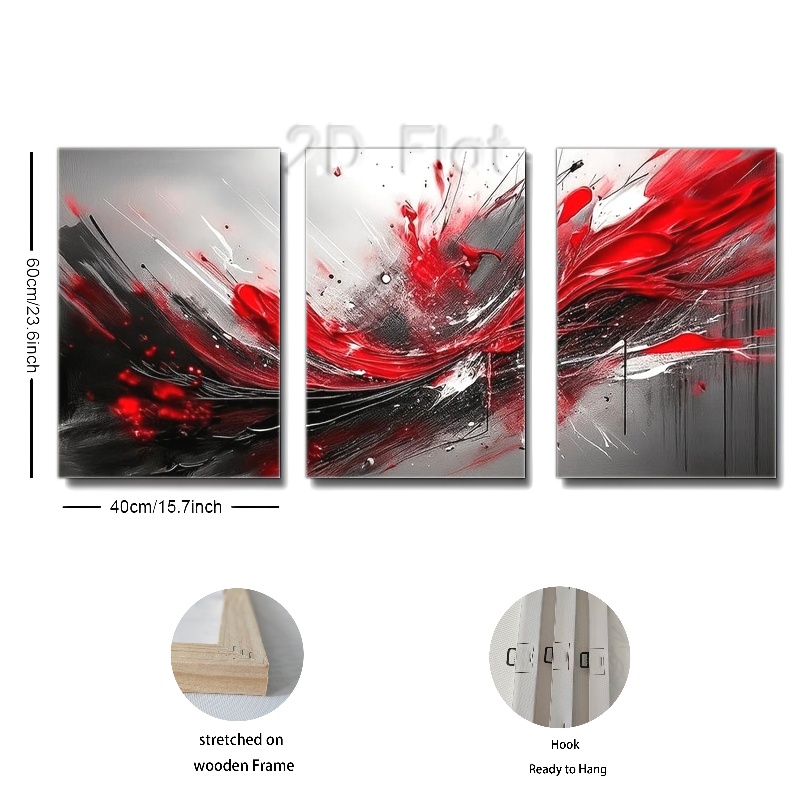 2D Flat
60cm/23.6inch
40cm/15.7inch
stretched on
wooden Frame
Hook
Ready to Hang